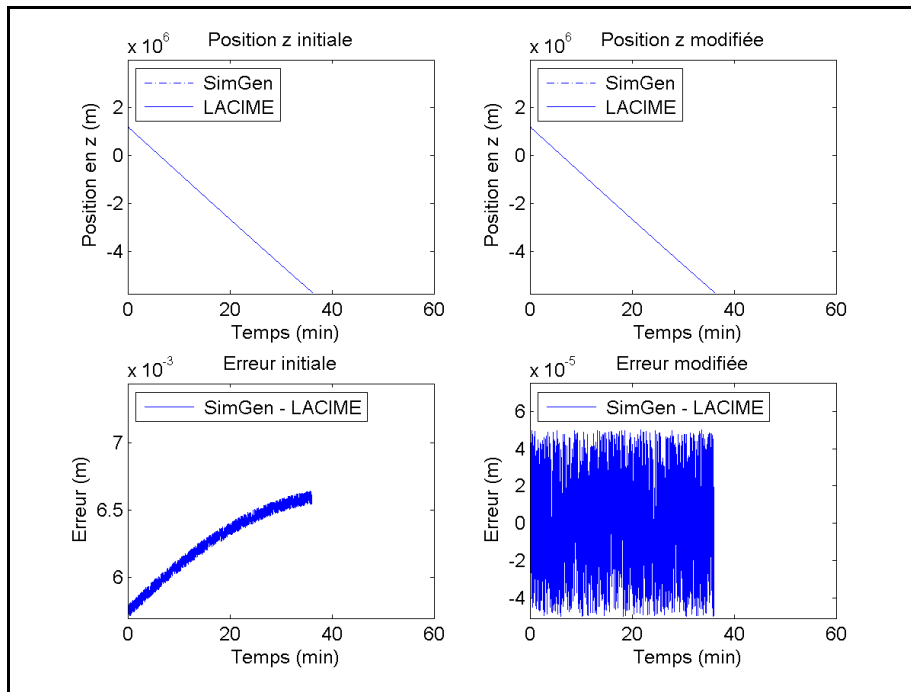 Position z initiale
x 10^6
SimGen
LACIME
Position en z (m)
2
0
-2
-4
0 20 40 60
Temps (min)
Position z modifiée
x 10^6
SimGen
LACIME
Position en z (m)
2
0
-2
-4
0 20 40 60
Temps (min)
Erreur initiale
x 10^-3
SimGen - LACIME
Erreur (m)
7
6.5
6
0 20 40 60
Temps (min)
Erreur modifiée
x 10^-5
SimGen - LACIME
Erreur (m)
6
4
2
0
-2
-4
0 20 40 60
Temps (min)